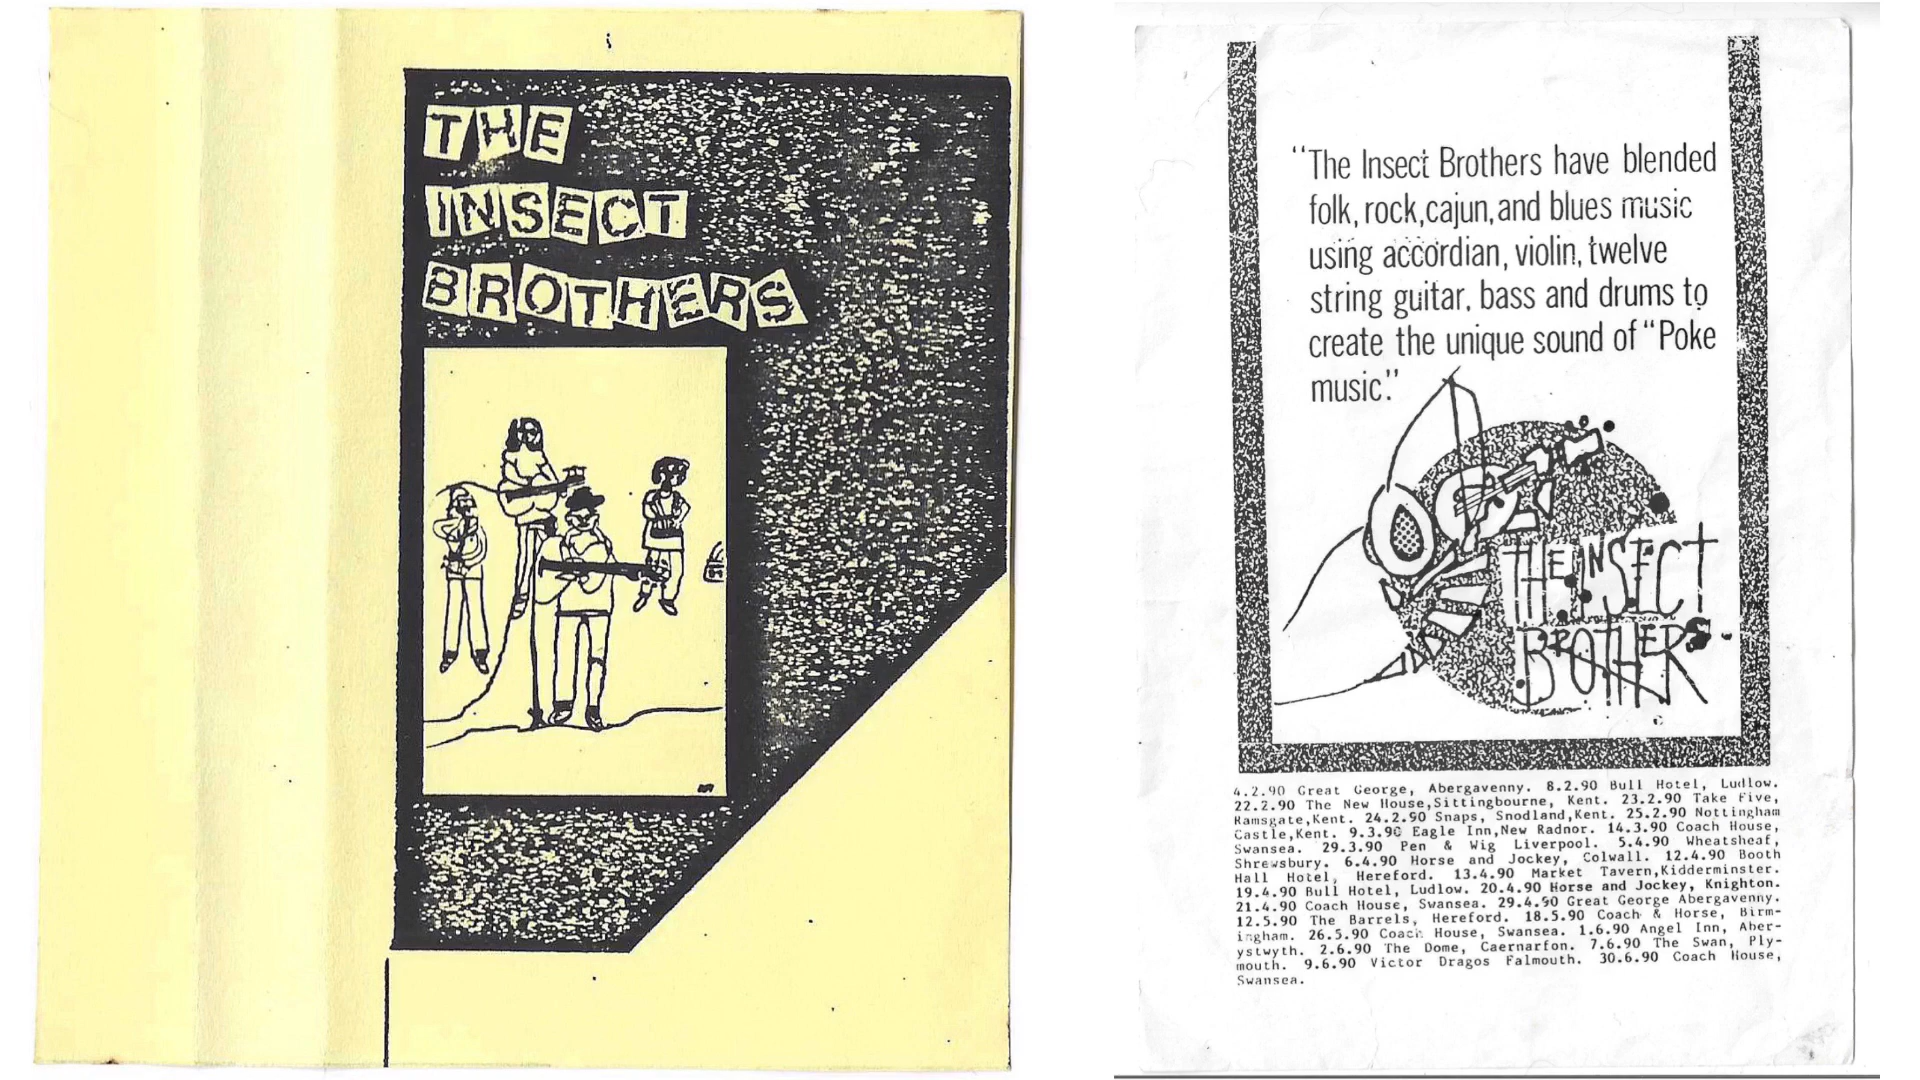 THE
INSECT
BROTHERS
“The Insect Brothers have blended
folk, rock,cajun,and blues music
using accordian, violin, twelve
string guitar, bass and drums to
create the unique sound of “Poke
music”.
THE INSECT
BROTHERS
4.2.90 Great George, Abergavenny. 8.2.90 Bull Hotel, Ludlow.
22.2.90 The New House,Sittingbourne, Kent. 23.2.90 Take Five,
Ramsgate,Kent. 24.2.90 Snaps, Snodland,Kent. 25.2.90 Nottingham
Castle,Kent. 9.3.90 Eagle Inn,New Radnor. 14.3.90 Coach House,
Swansea. 29.3.90 Pen & Wig Liverpool. 5.4.90 Wheatsheaf,
Shrewsbury. 6.4.90 Horse and Jockey, Colwall. 12.4.90 Booth
Hall Hotel, Hereford. 13.4.90 Market Tavern,Kidderminster.
19.4.90 Bull Hotel, Ludlow. 20.4.90 Horse and Jockey, Knighton.
21.4.90 Coach House, Swansea. 29.4.90 Great George Abergavenny.
12.5.90 The Barrels, Hereford. 18.5.90 Coach & Horse, Birm-
ingham. 26.5.90 Coach House, Swansea. 1.6.90 Angel Inn, Aber-
ystwyth. 2.6.90 The Dome, Caernarfon. 7.6.90 The Swan, Ply-
mouth. 9.6.90 Victor Dragos Falmouth. 30.6.90 Coach House,
Swansea.